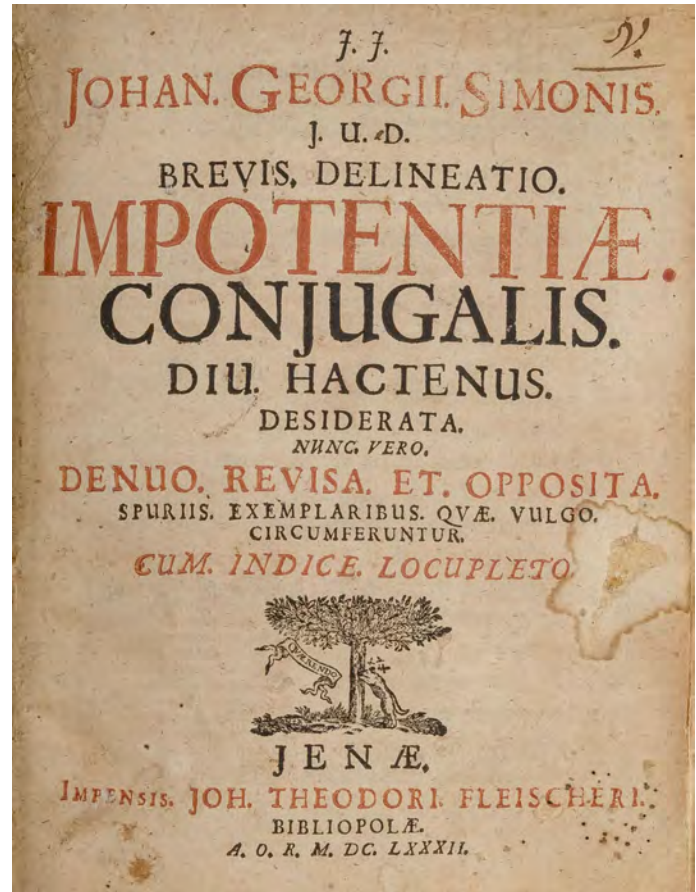 J. J.
JOHAN. GEORGII. SIMONIS.
J. U. D.
BREVIS. DELINEATIO.
IMPOTENTIÆ.
CONJUGALIS.
DIU. HACTENUS.
DESIDERATA.
NUNC. VERO.
DENUO. REVISA. ET. OPPOSITA.
SPURIIS. EXEMPLARIBUS. QVÆ. VULGO.
CIRCUMFERUNTUR.
CUM. INDICE. LOCUPLETO
QUÆRENDO
JENÆ.
IMPENSIS. JOH. THEODORI. FLEISCHERI.
BIBLIOPOLÆ.
A. O. R. M. DC. LXXXII.